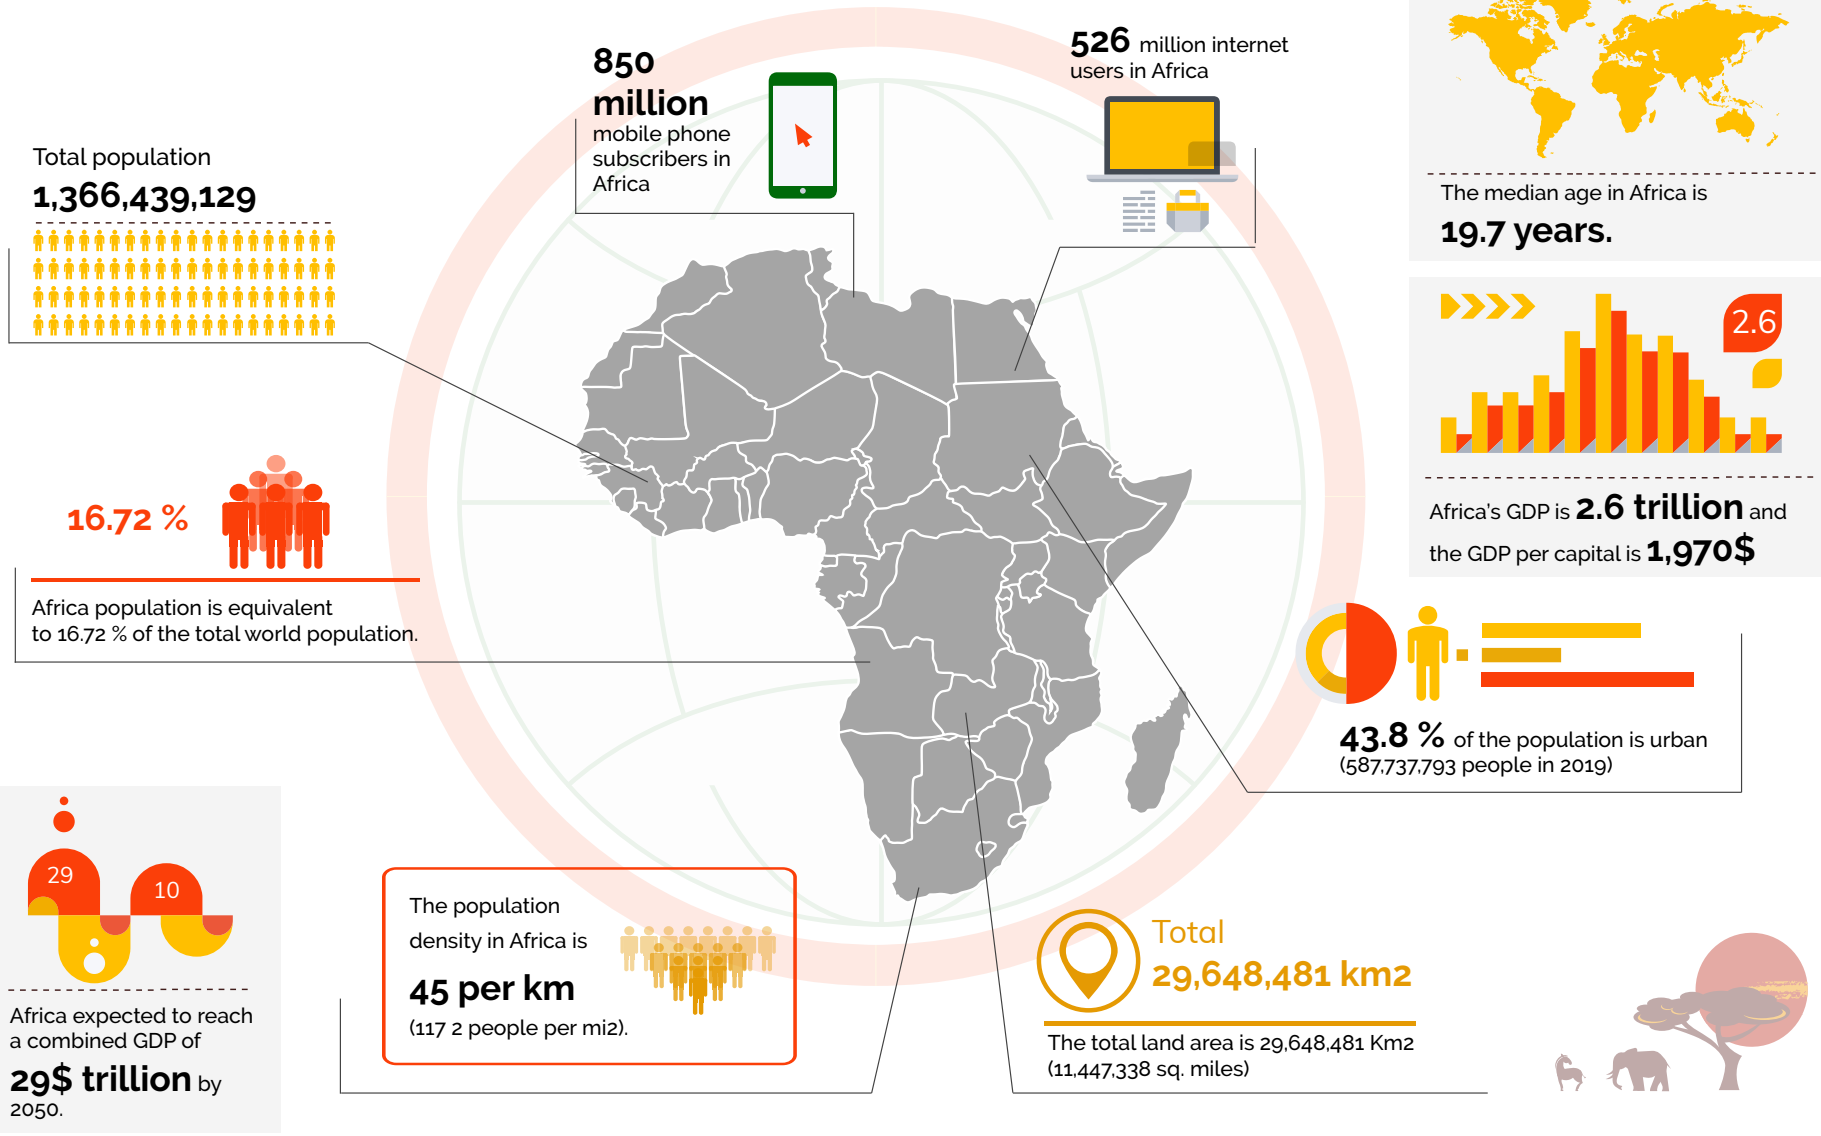 850
million
mobile phone
subscribers in
Africa
526 million internet
users in Africa
Total population
1,366,439,129
The median age in Africa is
19.7 years.
2.6
Africa's GDP is 2.6 trillion and
the GDP per capital is 1,970$
16.72 %
Africa population is equivalent
to 16.72 % of the total world population.
43.8 % of the population is urban
(587,737,793 people in 2019)
29
10
Africa expected to reach
a combined GDP of
29$ trillion by
2050.
The population
density in Africa is
45 per km
(117 2 people per mi2).
Total
29,648,481 km2
The total land area is 29,648,481 Km2
(11,447,338 sq. miles)